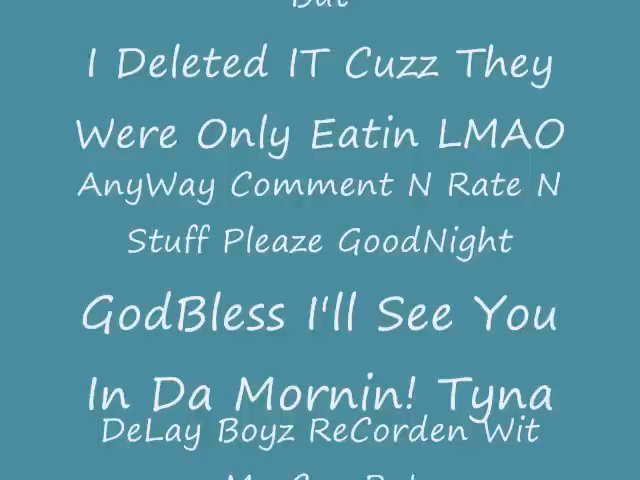 But
I Deleted IT Cuzz They
Were Only Eatin LMAO
AnyWay Comment N Rate N
Stuff Pleaze GoodNight
GodBless I'll See You
In Da Mornin! Tyna
DeLay Boyz ReCorden Wit